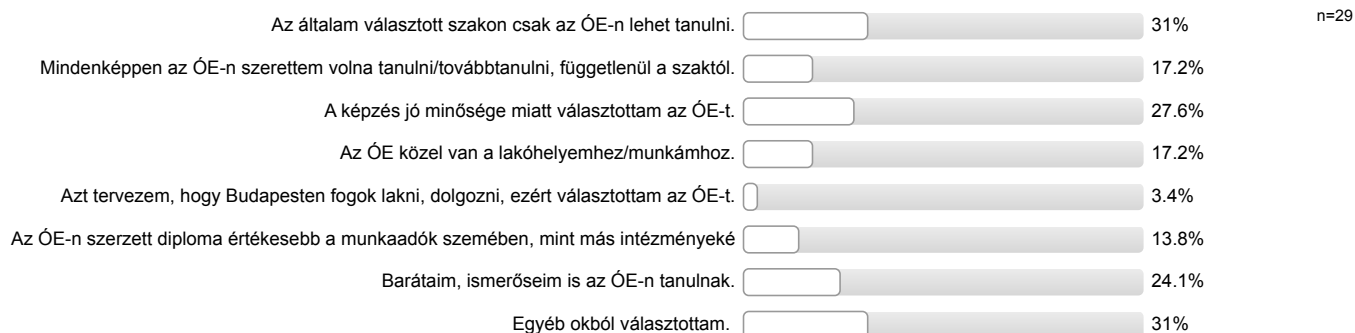 Az általam választott szakon csak az ÓE-n lehet tanulni. 31% n=29
Mindenképpen az ÓE-n szerettem volna tanulni/továbbtanulni, függetlenül a szaktól. 17.2%
A képzés jó minősége miatt választottam az ÓE-t. 27.6%
Az ÓE közel van a lakóhelyemhez/munkámhoz. 17.2%
Azt tervezem, hogy Budapesten fogok lakni, dolgozni, ezért választottam az ÓE-t. 3.4%
Az ÓE-n szerzett diploma értékesebb a munkaadók szemében, mint más intézményeké 13.8%
Barátaim, ismerőseim is az ÓE-n tanulnak. 24.1%
Egyéb okból választottam. 31%